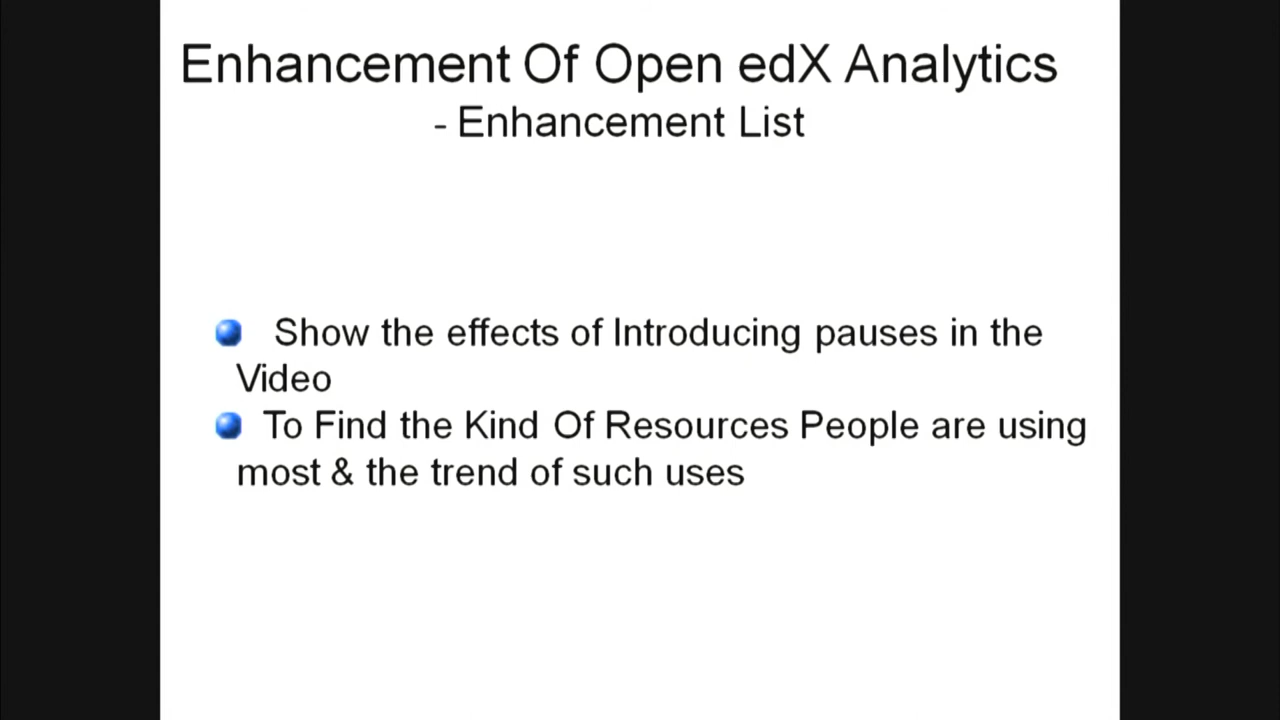 Enhancement Of Open edX Analytics
- Enhancement List
Show the effects of Introducing pauses in the
Video
To Find the Kind Of Resources People are using
most & the trend of such uses